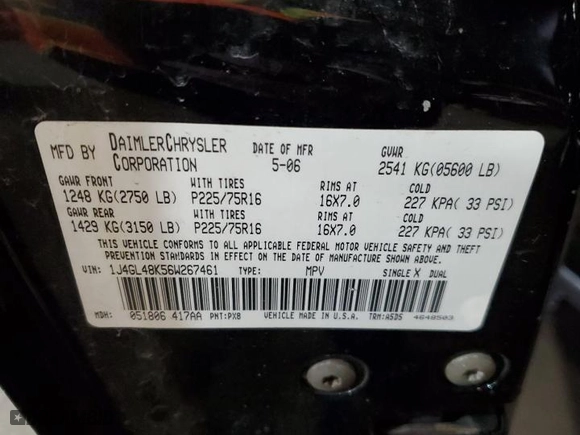 MFD BY DAIMLERCHRYSLER CORPORATION DATE OF MFR 5-06 GVWR 2541 KG(05600 LB)
GAWR FRONT WITH TIRES RIMS AT COLD
1248 KG(2750 LB) P225/75R16 16X7.0 227 KPA( 33 PSI)
GAWR REAR WITH TIRES RIMS AT COLD
1429 KG(3150 LB) P225/75R16 16X7.0 227 KPA( 33 PSI)
THIS VEHICLE CONFORMS TO ALL APPLICABLE FEDERAL MOTOR VEHICLE SAFETY AND THEFT
PREVENTION STANDARDS IN EFFECT ON THE DATE OF MANUFACTURE SHOWN ABOVE.
VIN: 1J4GL48K56W267461 TYPE: MPV SINGLE X DUAL
MDH: 051806 417AA PNT:PX8 VEHICLE MADE IN U.S.A. TRM:A5D5 4648503